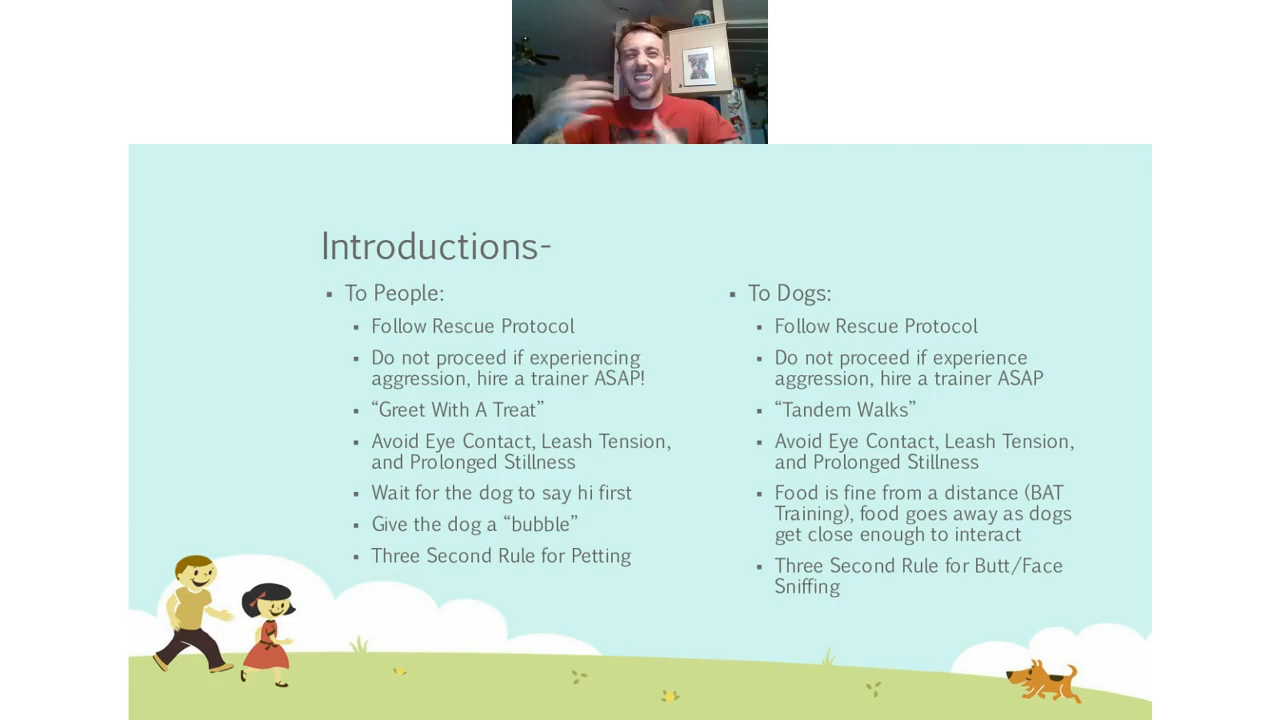 Introductions-
To People:
Follow Rescue Protocol
Do not proceed if experiencing
aggression, hire a trainer ASAP!
“Greet With A Treat”
Avoid Eye Contact, Leash Tension,
and Prolonged Stillness
Wait for the dog to say hi first
Give the dog a “bubble”
Three Second Rule for Petting
To Dogs:
Follow Rescue Protocol
Do not proceed if experience
aggression, hire a trainer ASAP
“Tandem Walks”
Avoid Eye Contact, Leash Tension,
and Prolonged Stillness
Food is fine from a distance (BAT
Training), food goes away as dogs
get close enough to interact
Three Second Rule for Butt/Face
Sniffing